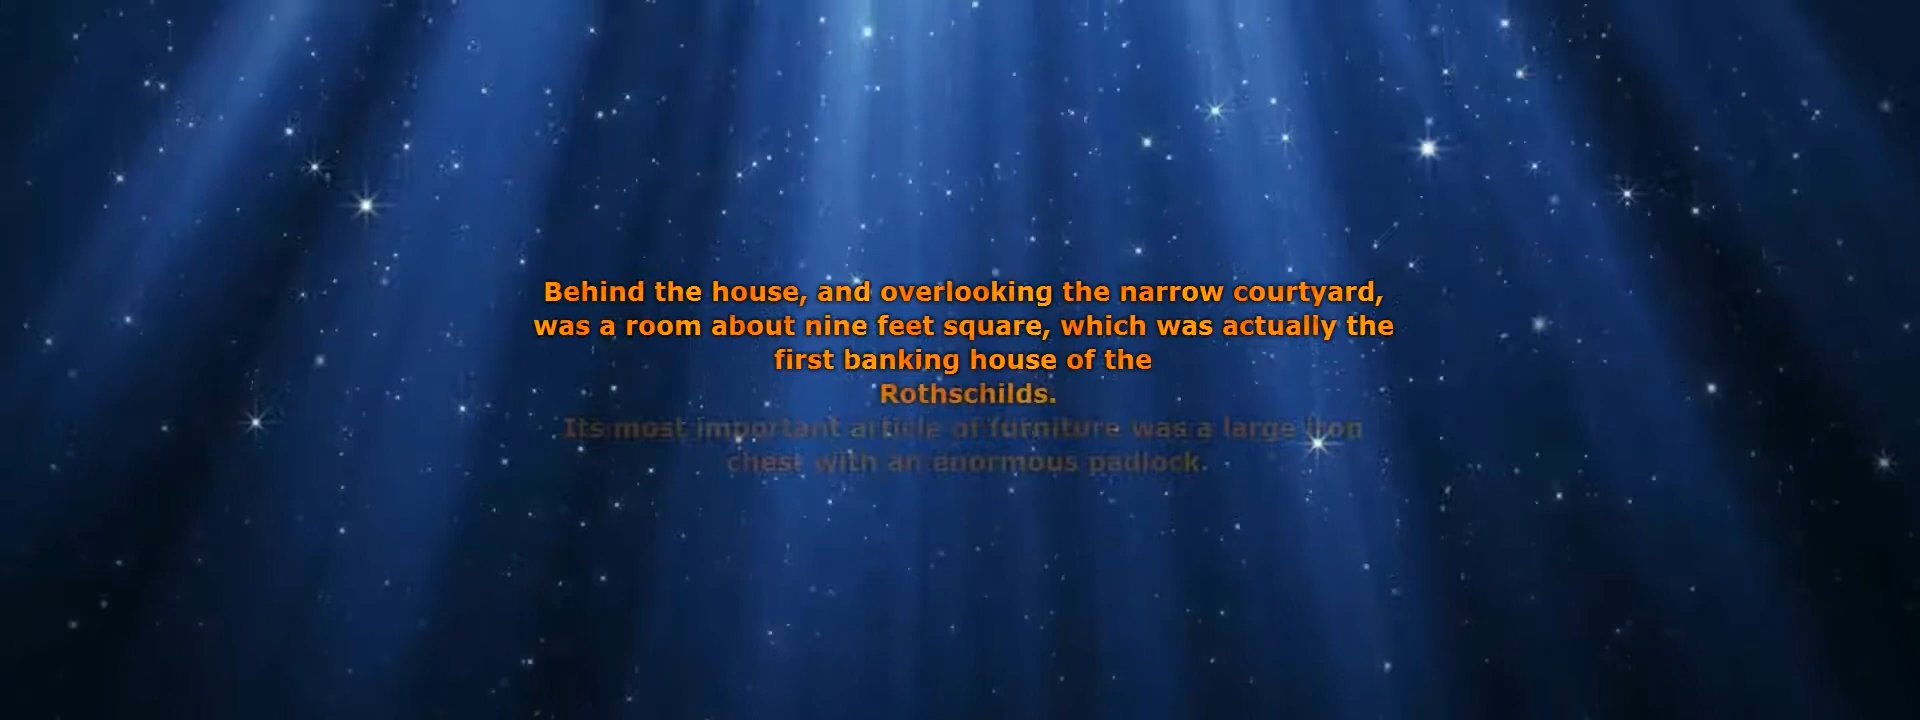 Behind the house, and overlooking the narrow courtyard,
was a room about nine feet square, which was actually the
first banking house of the
Rothschilds.
Its most important article of furniture was a large iron
chest with an enormous padlock.